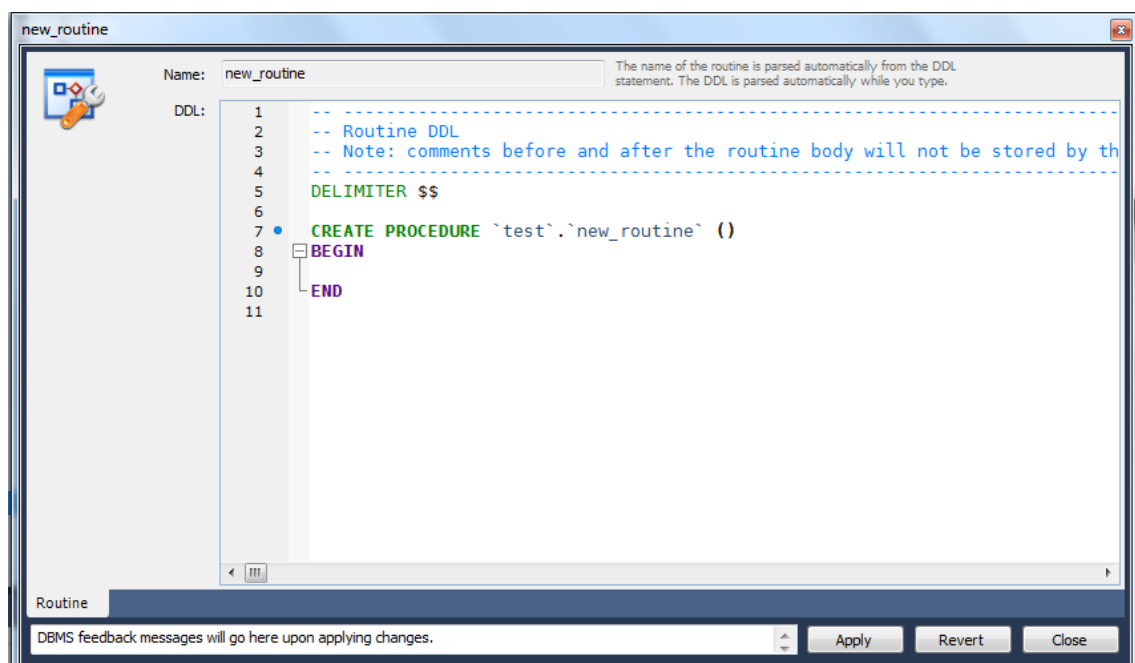 new_routine
Name: new_routine
The name of the routine is parsed automatically from the DDL
statement. The DDL is parsed automatically while you type.
DDL:
1 -- ----------------------------------------------------------------------------
2 -- Routine DDL
3 -- Note: comments before and after the routine body will not be stored by th
4 -- ----------------------------------------------------------------------------
5 DELIMITER $$
6
7 CREATE PROCEDURE `test`.`new_routine` ()
8 BEGIN
9
10 END
11
Routine
DBMS feedback messages will go here upon applying changes.
Apply Revert Close